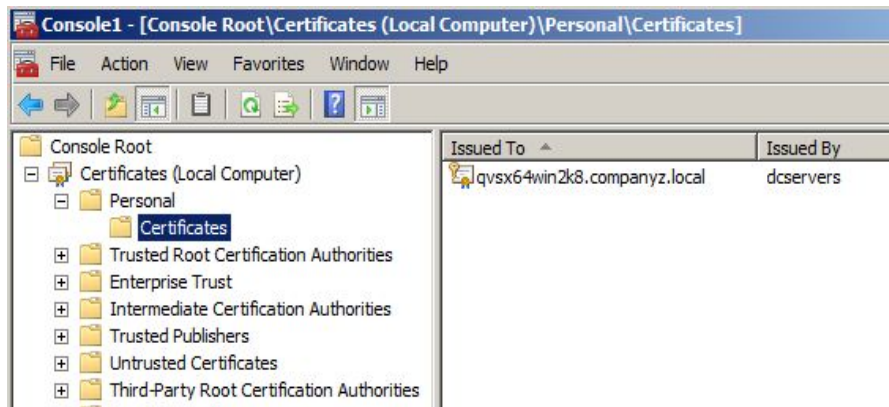 Console1 - [Console Root\Certificates (Local Computer)\Personal\Certificates]
File Action View Favorites Window Help
Console Root
Certificates (Local Computer)
Personal
Certificates
Trusted Root Certification Authorities
Enterprise Trust
Intermediate Certification Authorities
Trusted Publishers
Untrusted Certificates
Third-Party Root Certification Authorities
Issued To Issued By
qvsx64win2k8.companyz.local dcservers